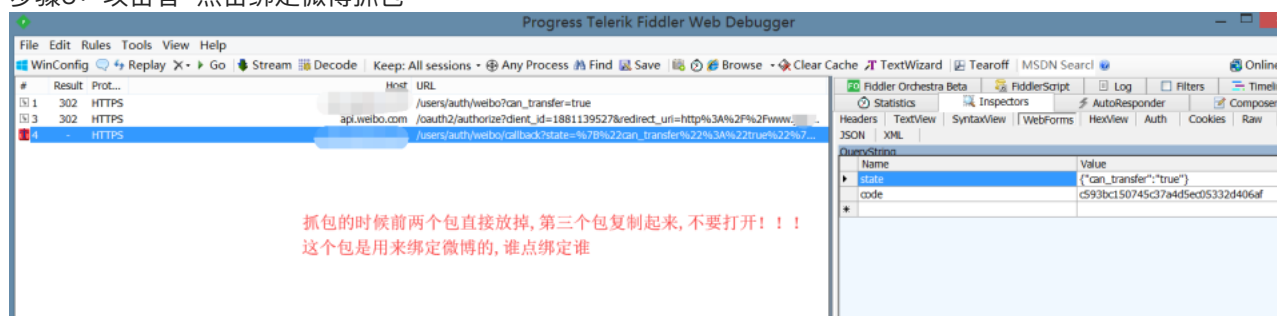 Progress Telerik Fiddler Web Debugger
File Edit Rules Tools View Help
WinConfig Replay Go Stream Decode Keep: All sessions Any Process Find Save Browse Clear Cache TextWizard Tearoff MSDN Search Online
# Result Prot... Host URL
1 302 HTTPS /users/auth/weibo?can_transfer=true
3 302 HTTPS api.weibo.com /oauth2/authorize?client_id=1881139527&redirect_uri=http%3A%2F%2Fwww.
4 - HTTPS /users/auth/weibo/callback?state=%7B%22can_transfer%22%3A%22true%22%7...
抓包的时候前两个包直接放掉,第三个包复制起来,不要打开!!!
这个包是用来绑定微博的,谁点绑定谁
Fiddler Orchestra Beta FiddlerScript Log Filters Timeli
Statistics Inspectors AutoResponder Composer
Headers TextView SyntaxView WebForms HexView Auth Cookies Raw
JSON XML
QueryString
Name Value
state {"can_transfer":"true"}
code c593bc150745c37a4d5ec05332d406af